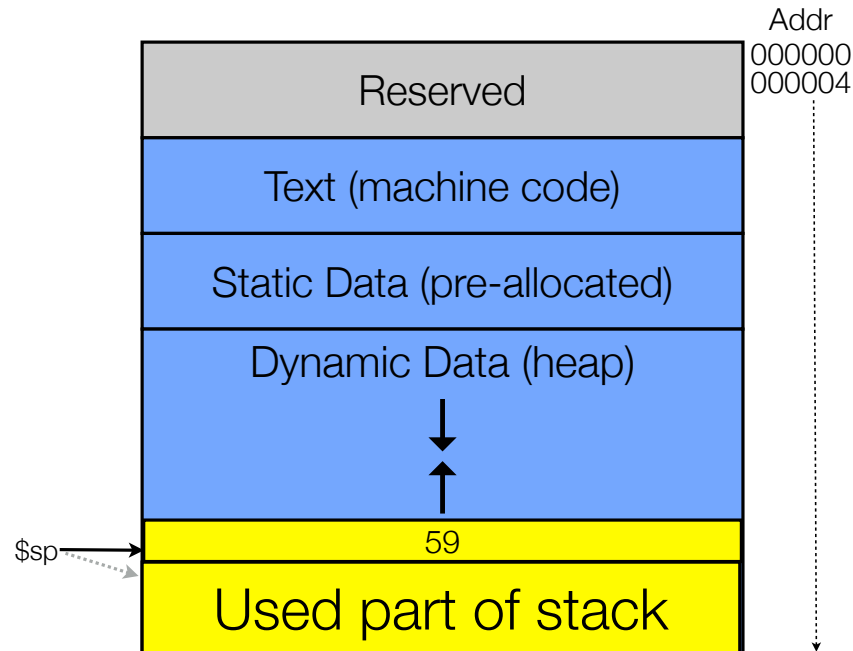 Addr
000000
000004
Reserved
Text (machine code)
Static Data (pre-allocated)
Dynamic Data (heap)
59
$sp
Used part of stack